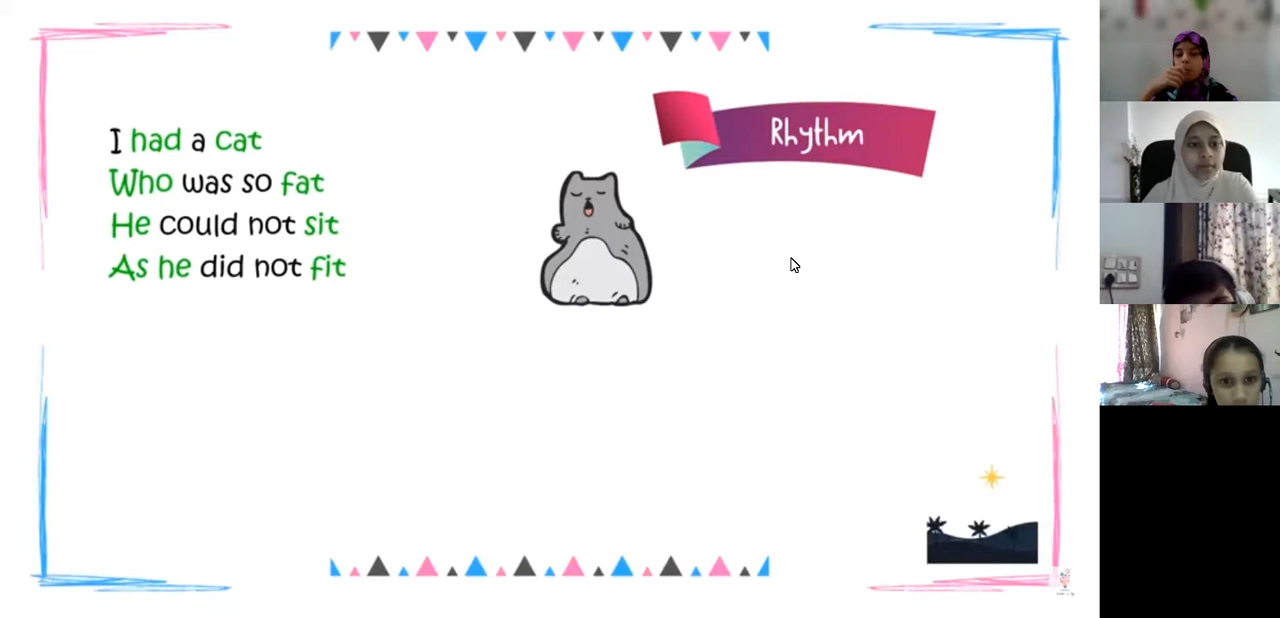 I had a cat
Who was so fat
He could not sit
As he did not fit
Rhythm